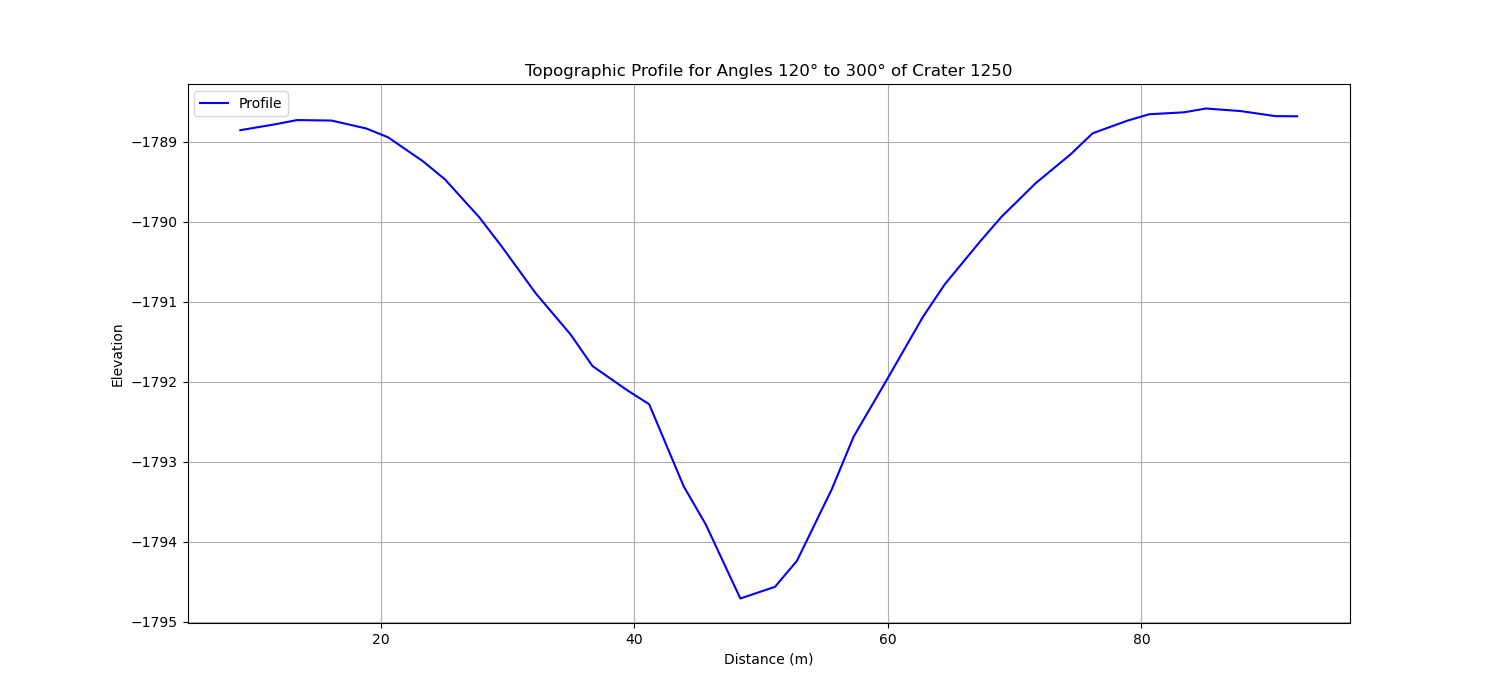 Topographic Profile for Angles 120° to 300° of Crater 1250
Profile
Elevation
−1789
−1790
−1791
−1792
−1793
−1794
−1795
20
40
60
80
Distance (m)